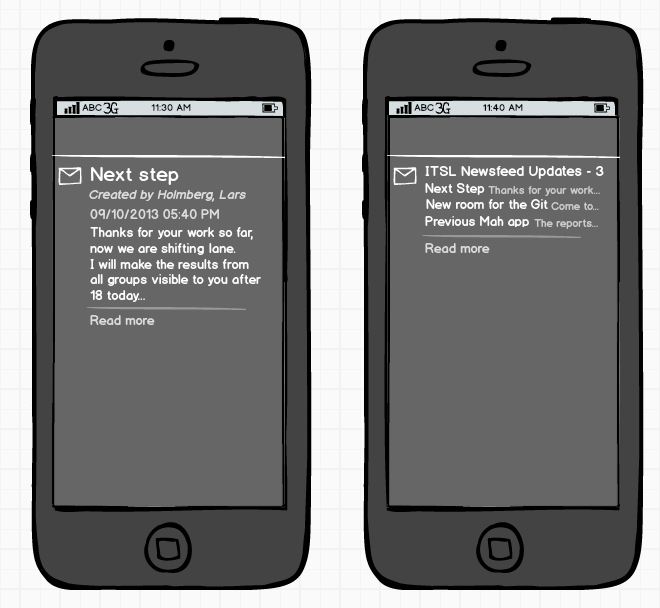 ABC 3G 11:30 AM
Next step
Created by Holmberg, Lars
09/10/2013 05:40 PM
Thanks for your work so far,
now we are shifting lane.
I will make the results from
all groups visible to you after
18 today...
Read more
ABC 3G 11:40 AM
ITSL Newsfeed Updates - 3
Next Step Thanks for your work...
New room for the Git Come to...
Previous Mah app The reports...
Read more